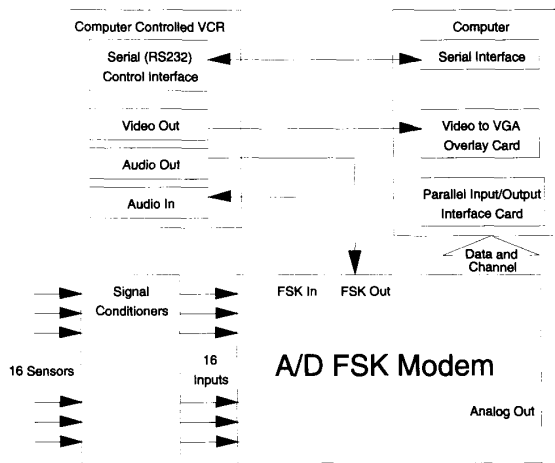 Computer Controlled VCR
Serial (RS232)
Control Interface
Video Out
Audio Out
Audio In
Computer
Serial Interface
Video to VGA
Overlay Card
Parallel Input/Output
Interface Card
Data and
Channel
Signal
Conditioners
16 Sensors
16
Inputs
FSK In
FSK Out
A/D FSK Modem
Analog Out